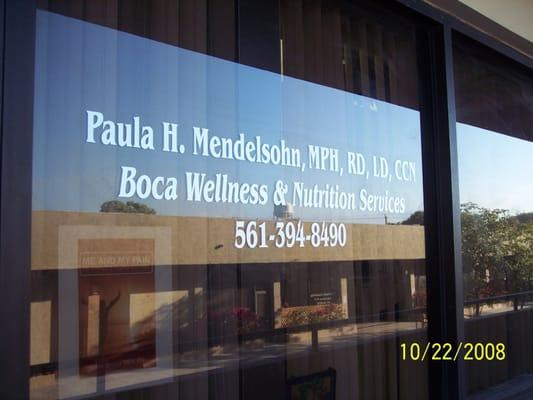 Paula H. Mendelsohn, MPH, RD, LD, CCN
Boca Wellness & Nutrition Services
561-394-8490
ME AND MY PAIN
10/22/2008